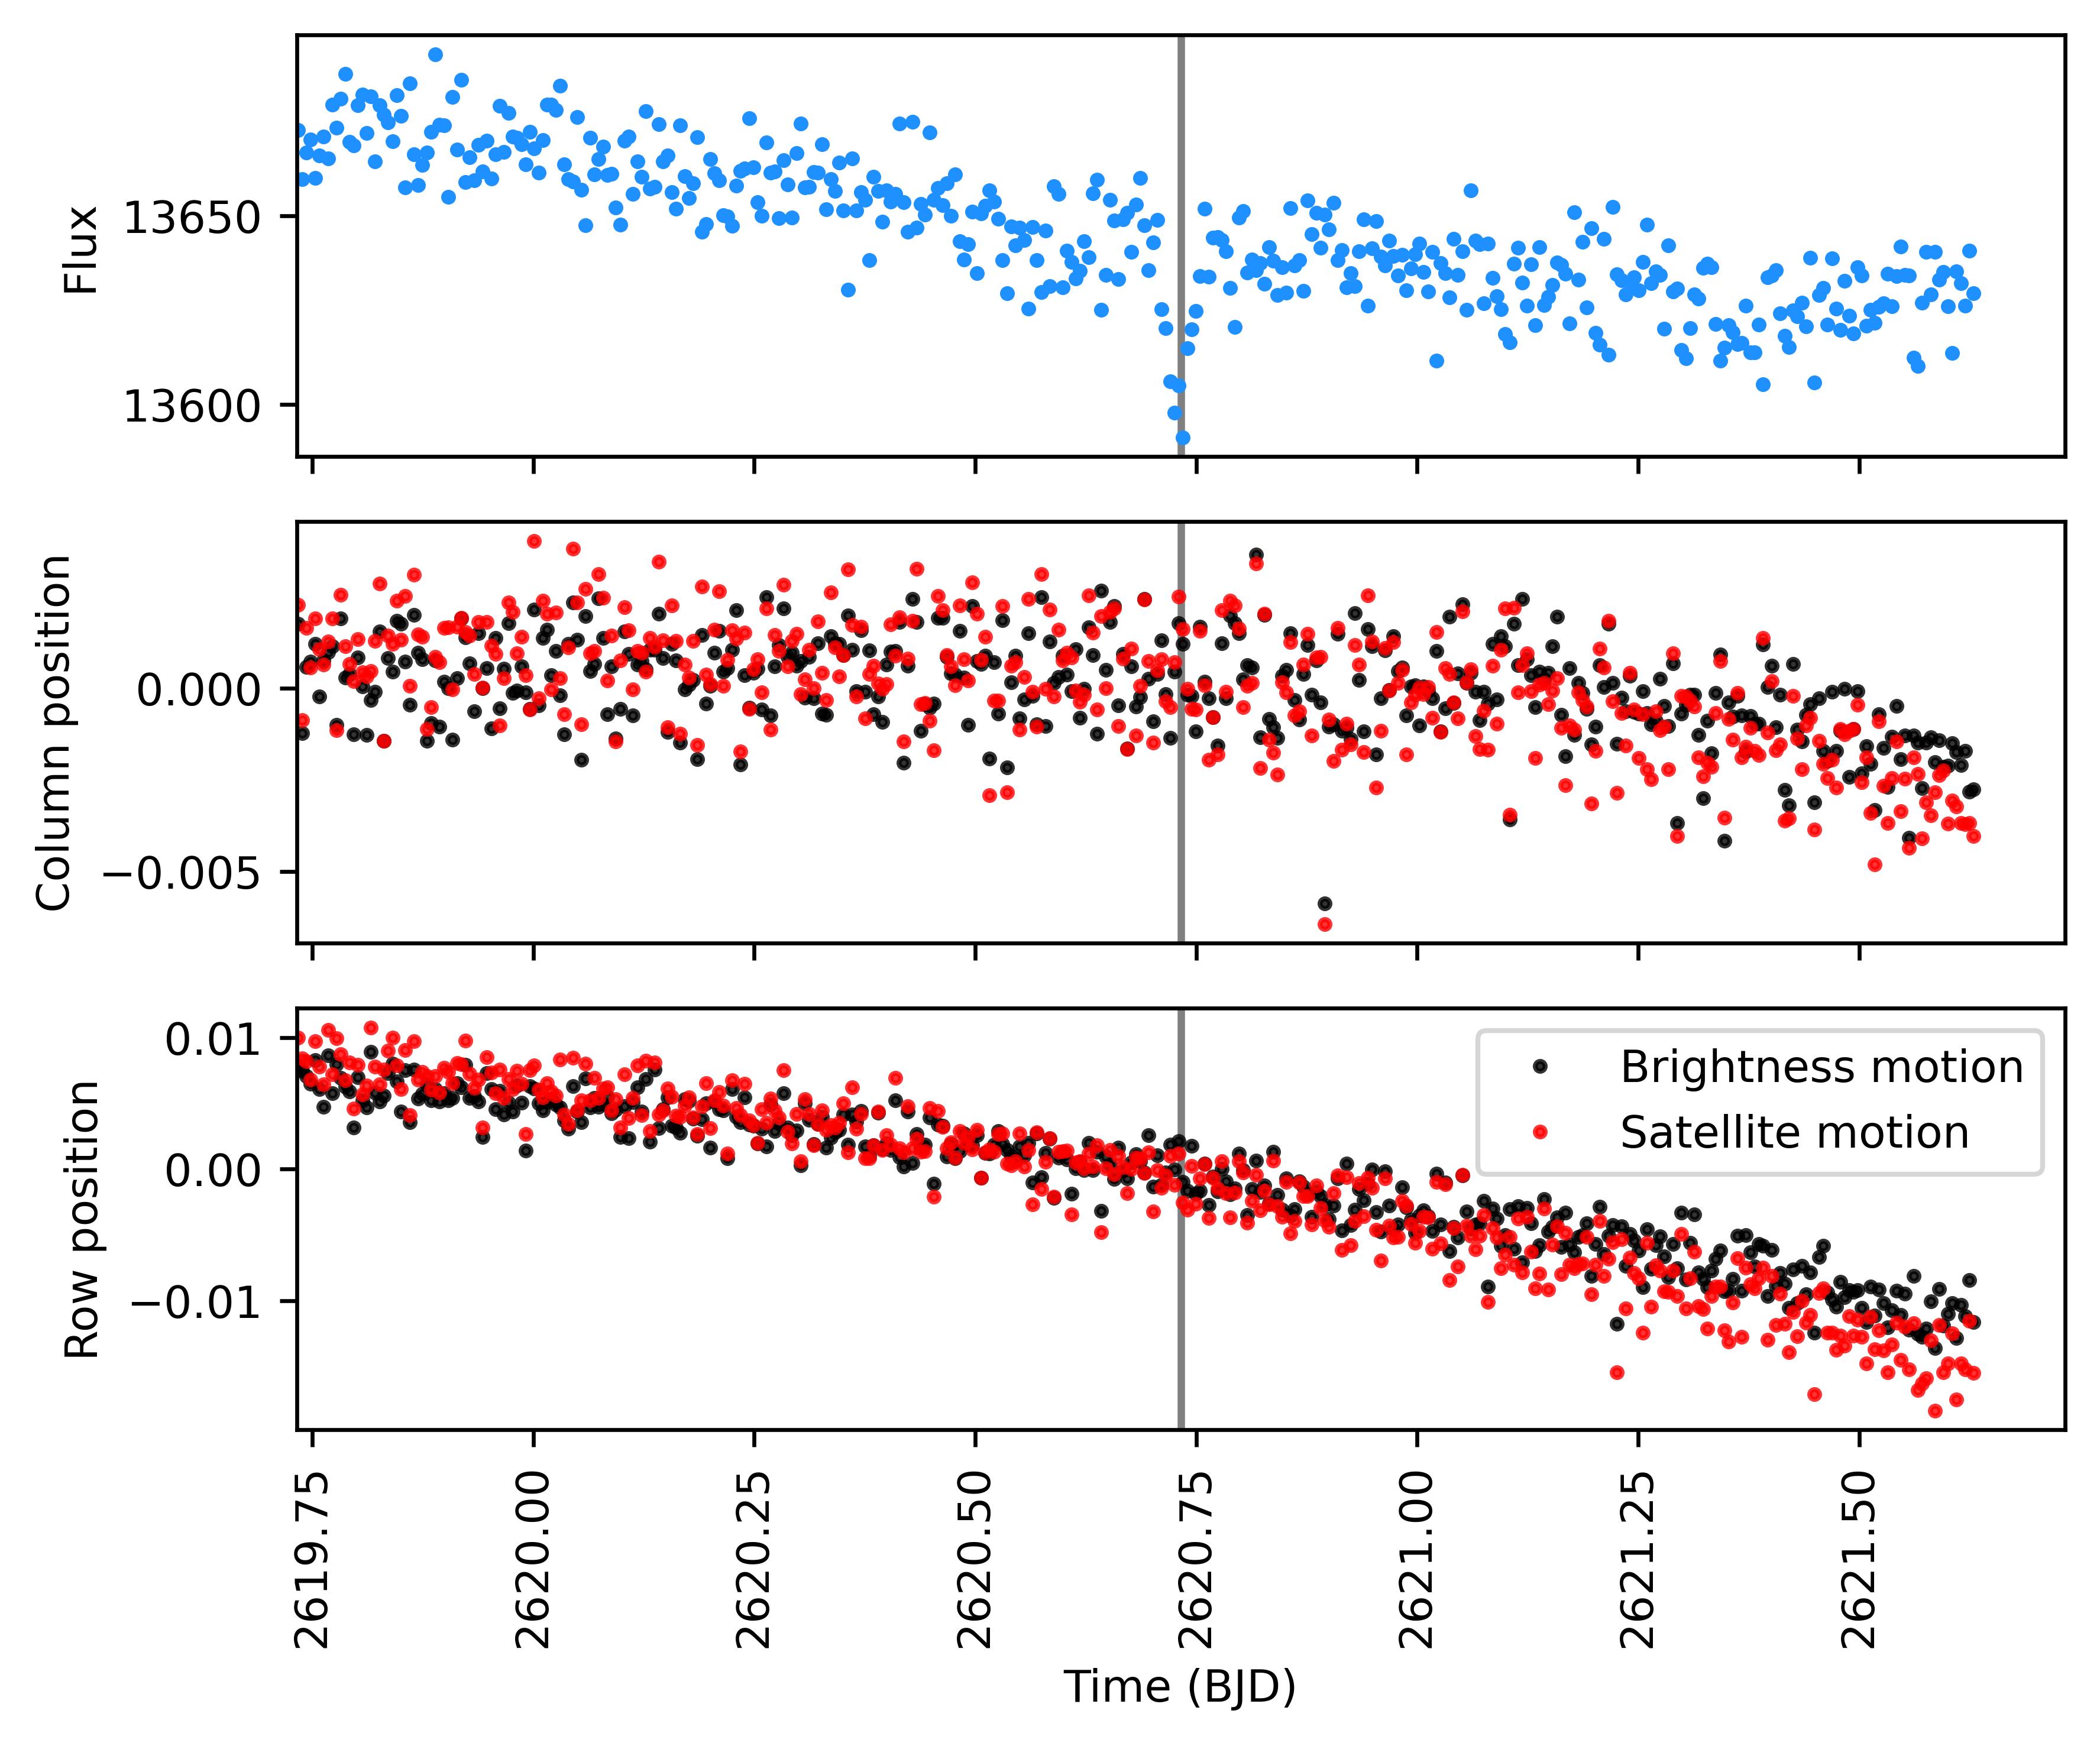 Flux
13650
13600
Column position
0.000
−0.005
Row position
0.01
0.00
−0.01
Brightness motion
Satellite motion
2619.75
2620.00
2620.25
2620.50
2620.75
2621.00
2621.25
2621.50
Time (BJD)